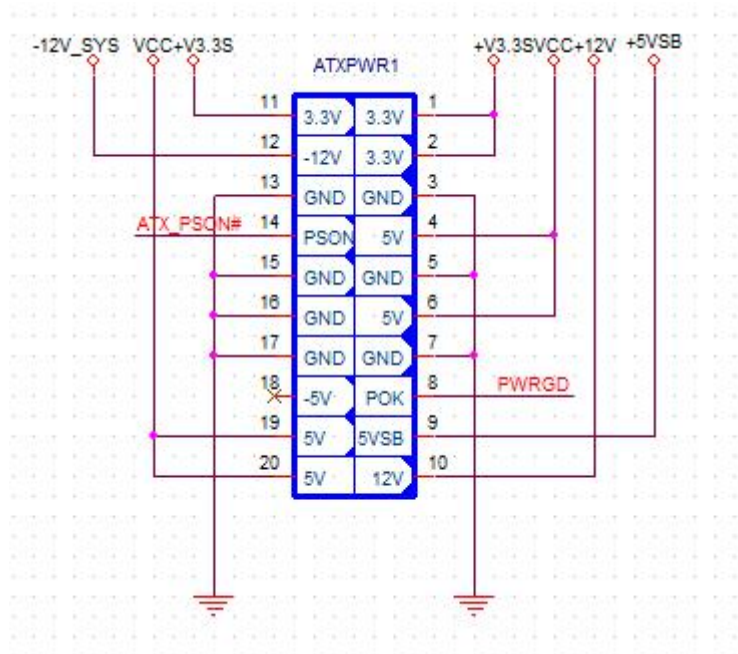 -12V_SYS VCC +V3.3S +V3.3S VCC +12V +5VSB
ATXPWR1
11 3.3V 3.3V 1
12 -12V 3.3V 2
13 GND GND 3
ATX_PSON# 14 PSON 5V 4
15 GND GND 5
16 GND 5V 6
17 GND GND 7
18 -5V POK 8 PWRGD
19 5V 5VSB 9
20 5V 12V 10